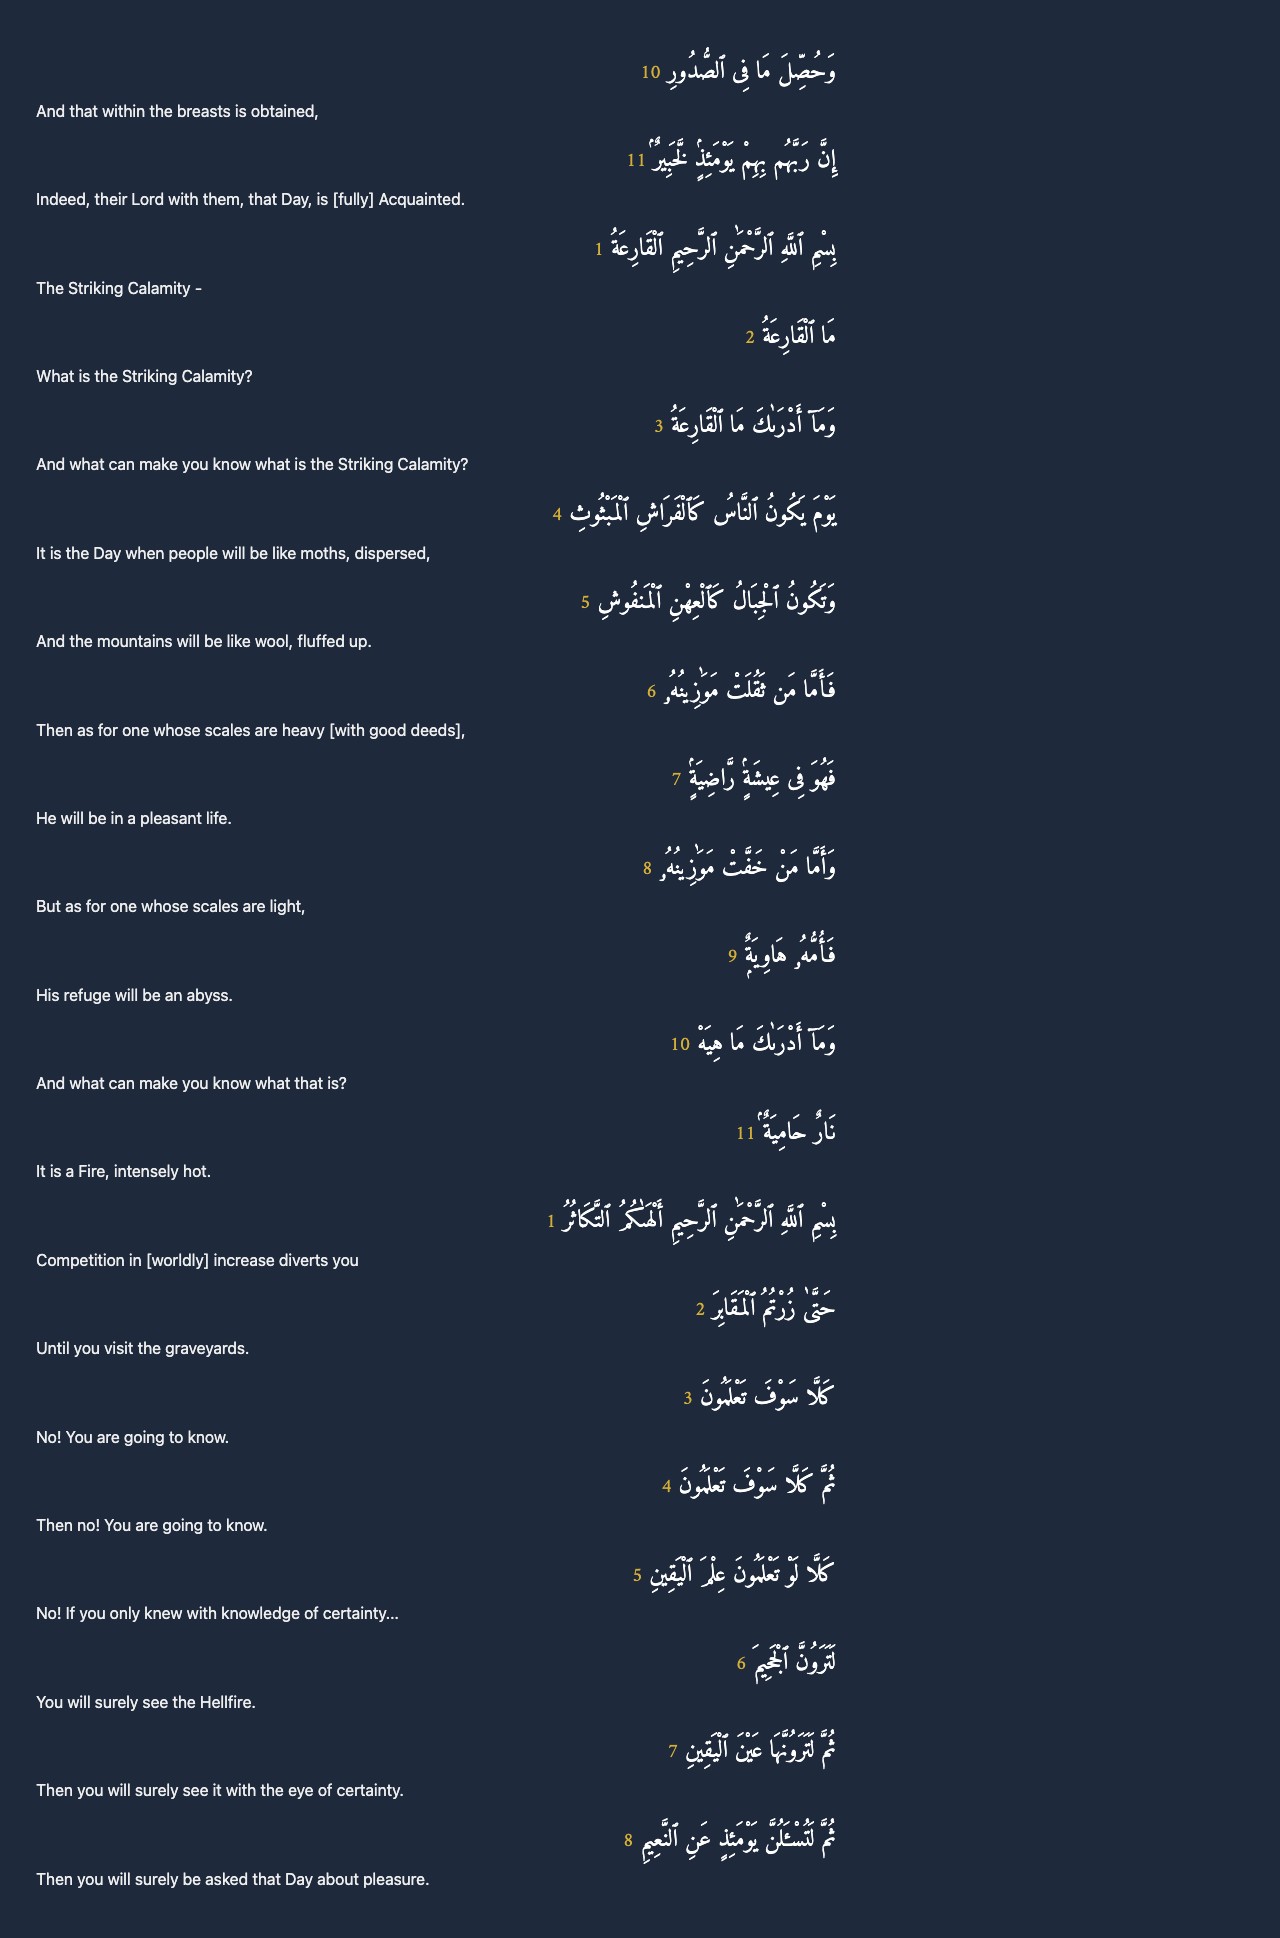 وَحُصِّلَ مَا فِى ٱلصُّدُورِ 10
And that within the breasts is obtained,
إِنَّ رَبَّهُم بِهِمْ يَوْمَئِذٍۢ لَّخَبِيرٌۢ 11
Indeed, their Lord with them, that Day, is [fully] Acquainted.
بِسْمِ ٱللَّهِ ٱلرَّحْمَٰنِ ٱلرَّحِيمِ ٱلْقَارِعَةُ 1
The Striking Calamity -
مَا ٱلْقَارِعَةُ 2
What is the Striking Calamity?
وَمَآ أَدْرَىٰكَ مَا ٱلْقَارِعَةُ 3
And what can make you know what is the Striking Calamity?
يَوْمَ يَكُونُ ٱلنَّاسُ كَٱلْفَرَاشِ ٱلْمَبْثُوثِ 4
It is the Day when people will be like moths, dispersed,
وَتَكُونُ ٱلْجِبَالُ كَٱلْعِهْنِ ٱلْمَنفُوشِ 5
And the mountains will be like wool, fluffed up.
فَأَمَّا مَن ثَقُلَتْ مَوَٰزِينُهُۥ 6
Then as for one whose scales are heavy [with good deeds],
فَهُوَ فِى عِيشَةٍۢ رَّاضِيَةٍۢ 7
He will be in a pleasant life.
وَأَمَّا مَنْ خَفَّتْ مَوَٰزِينُهُۥ 8
But as for one whose scales are light,
فَأُمُّهُۥ هَاوِيَةٌۭ 9
His refuge will be an abyss.
وَمَآ أَدْرَىٰكَ مَا هِيَهْ 10
And what can make you know what that is?
نَارٌ حَامِيَةٌۢ 11
It is a Fire, intensely hot.
بِسْمِ ٱللَّهِ ٱلرَّحْمَٰنِ ٱلرَّحِيمِ أَلْهَىٰكُمُ ٱلتَّكَاثُرُ 1
Competition in [worldly] increase diverts you
حَتَّىٰ زُرْتُمُ ٱلْمَقَابِرَ 2
Until you visit the graveyards.
كَلَّا سَوْفَ تَعْلَمُونَ 3
No! You are going to know.
ثُمَّ كَلَّا سَوْفَ تَعْلَمُونَ 4
Then no! You are going to know.
كَلَّا لَوْ تَعْلَمُونَ عِلْمَ ٱلْيَقِينِ 5
No! If you only knew with knowledge of certainty...
لَتَرَوُنَّ ٱلْجَحِيمَ 6
You will surely see the Hellfire.
ثُمَّ لَتَرَوُنَّهَا عَيْنَ ٱلْيَقِينِ 7
Then you will surely see it with the eye of certainty.
ثُمَّ لَتُسْـَٔلُنَّ يَوْمَئِذٍ عَنِ ٱلنَّعِيمِ 8
Then you will surely be asked that Day about pleasure.